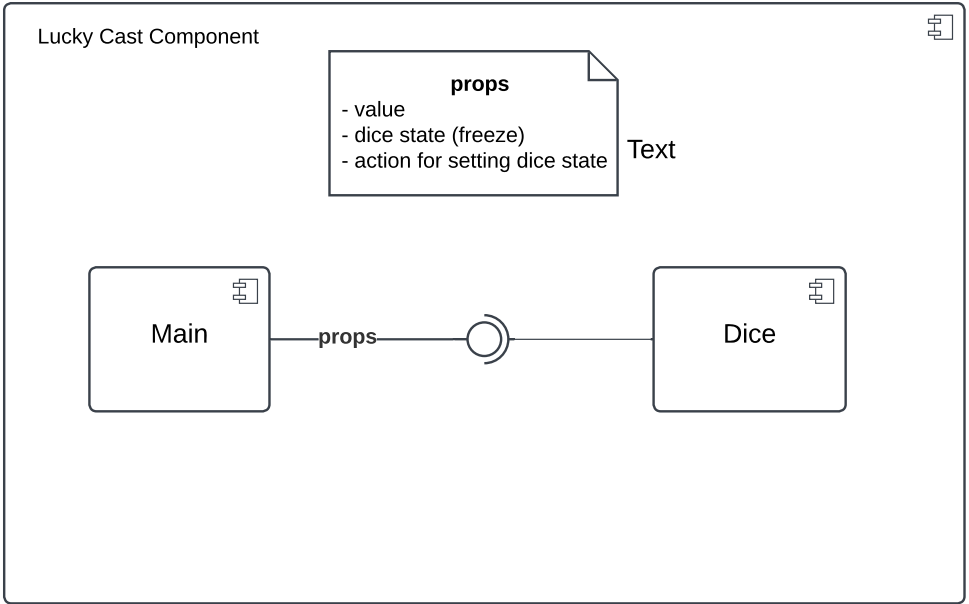 Lucky Cast Component
props
- value
- dice state (freeze)
- action for setting dice state
Text
Main
props
Dice